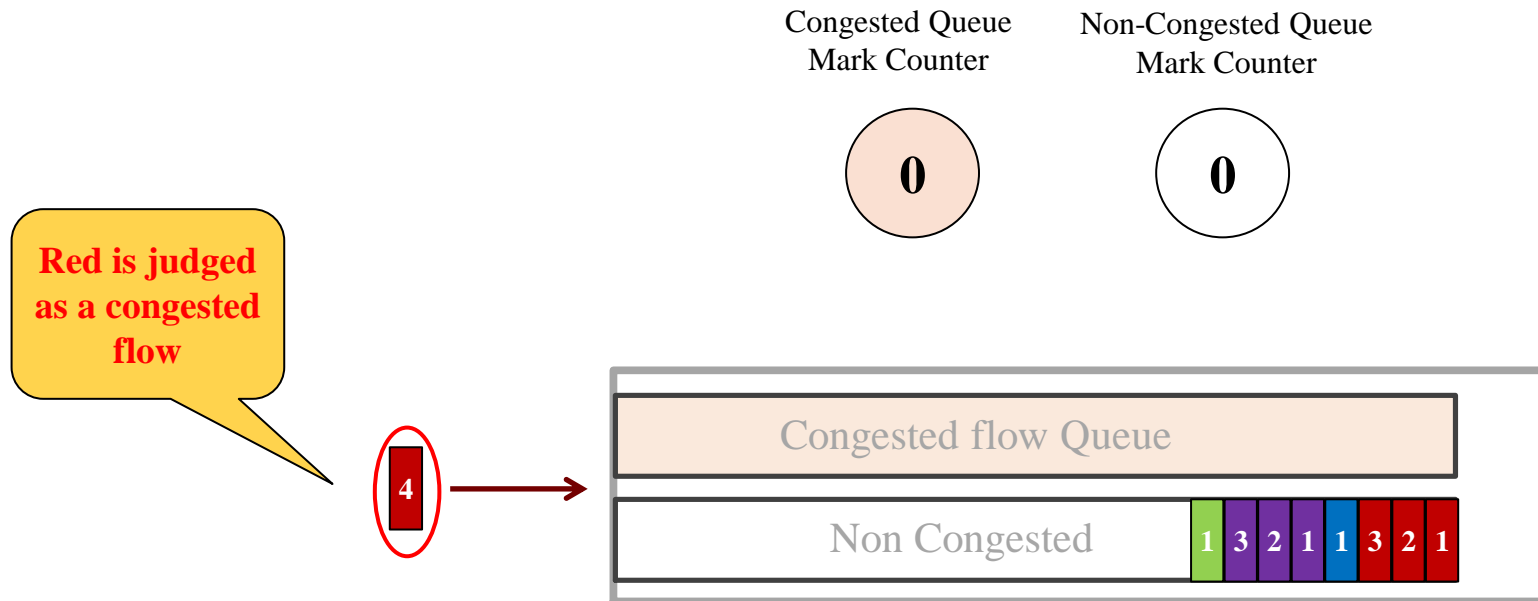 Congested Queue
Mark Counter
Non-Congested Queue
Mark Counter
0
0
Red is judged
as a congested
flow
4
Congested flow Queue
Non Congested
1 3 2 1 1 3 2 1